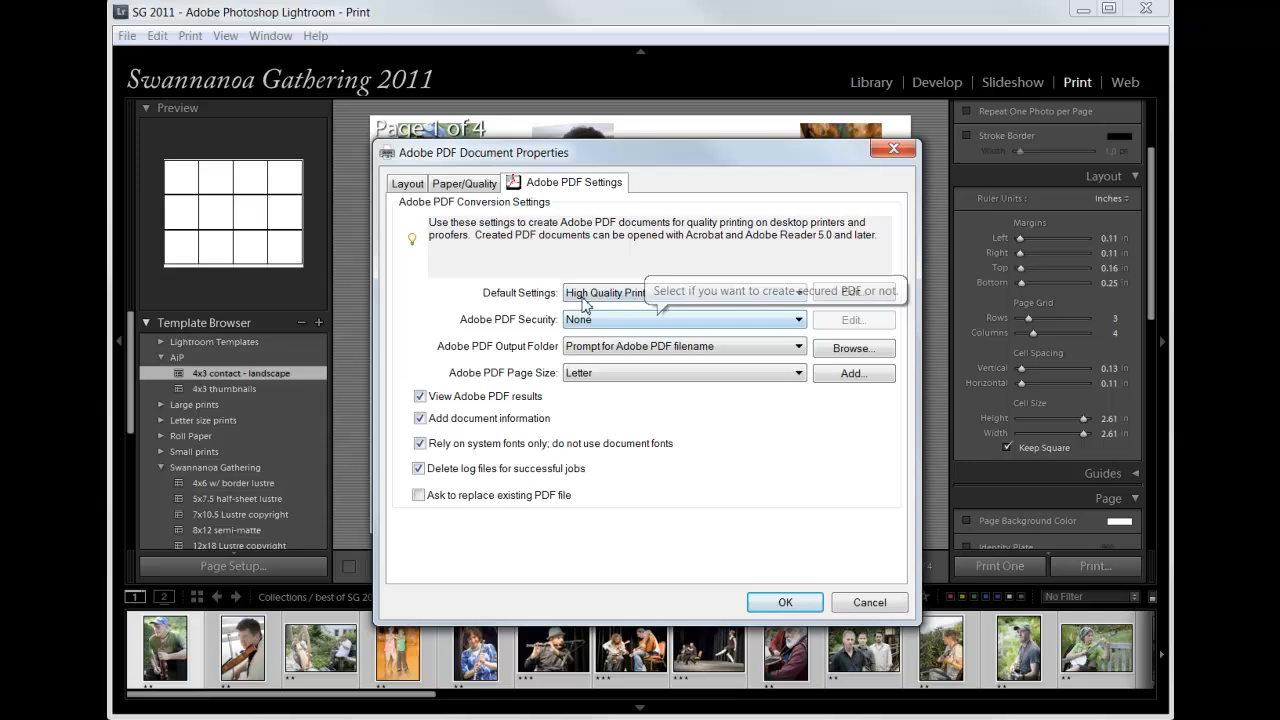 SG 2011 - Adobe Photoshop Lightroom - Print
File Edit Print View Window Help
Swannanoa Gathering 2011
Library | Develop | Slideshow | Print | Web
Preview
Page 1 of 4
Template Browser
Lightroom Templates
AiP
4x3 contact - landscape
4x3 thumbnails
Large prints
Letter size prints
Roll Paper
Small prints
Swannanoa Gathering
4x6 w/ border lustre
5x7.5 half-sheet lustre
7x10.5 Lustre copyright
8x12 semi-matte
12x18 Lustre copyright
Page Setup...
Adobe PDF Document Properties
Layout
Paper/Quality
Adobe PDF Settings
Adobe PDF Conversion Settings
Use these settings to create Adobe PDF documents for quality printing on desktop printers and
proofers. Created PDF documents can be opened with Acrobat and Adobe Reader 5.0 and later.
Default Settings: High Quality Print
Select if you want to create secured PDF or not.
Adobe PDF Security: None Edit...
Adobe PDF Output Folder Prompt for Adobe PDF filename Browse...
Adobe PDF Page Size: Letter Add...
View Adobe PDF results
Add document information
Rely on system fonts only; do not use document fonts
Delete log files for successful jobs
Ask to replace existing PDF file
OK Cancel
Repeat One Photo per Page
Stroke Border
Width 1.0 pt
Layout
Ruler Units: Inches
Margins
Left 0.11 in
Right 0.11 in
Top 0.16 in
Bottom 0.25 in
Page Grid
Rows 3
Columns 4
Cell Spacing
Vertical 0.13 in
Horizontal 0.11 in
Cell Size
Height 2.61 in
Width 2.61 in
Keep Square
Guides
Page
Page Background Color
Identity Plate
Print One Print...
1 2 Collections / best of SG 20
No Filter